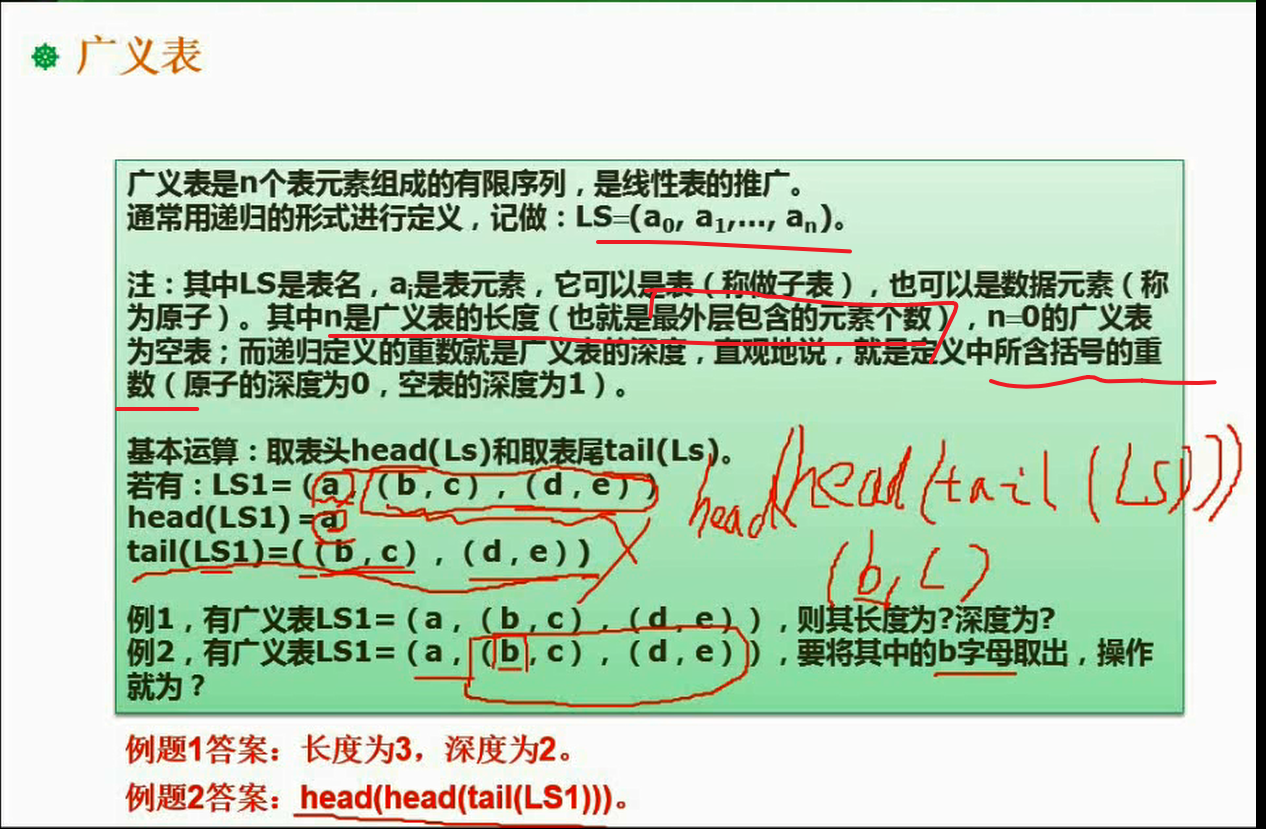 广义表
广义表是n个表元素组成的有限序列，是线性表的推广。
通常用递归的形式进行定义，记做：LS=(a₀, a₁,…, aₙ)。
注：其中LS是表名，aᵢ是表元素，它可以是表（称做子表），也可以是数据元素（称
为原子）。其中n是广义表的长度（也就是最外层包含的元素个数），n=0的广义表
为空表；而递归定义的重数就是广义表的深度，直观地说，就是定义中所含括号的重
数（原子的深度为0，空表的深度为1）。
基本运算：取表头head(Ls)和取表尾tail(Ls)。
若有：LS1=（a，（b，c），（d，e））
head(LS1)=a
tail(LS1)=(（b，c），（d，e））
head(head(tail(LS)))
(b,c)
例1，有广义表LS1=（a，（b，c），（d，e）），则其长度为?深度为?
例2，有广义表LS1=（a，（b，c），（d，e）），要将其中的b字母取出，操作
就为？
例题1答案：长度为3，深度为2。
例题2答案：head(head(tail(LS1)))。